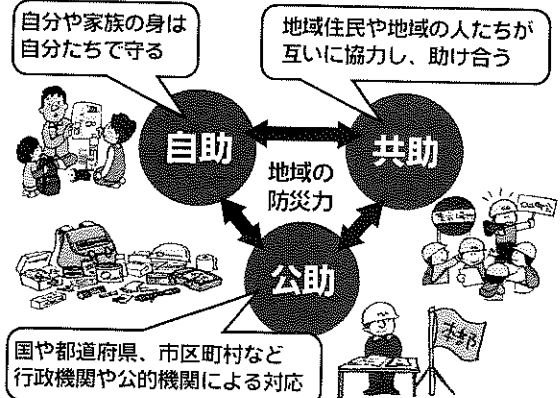 自分や家族の身は
自分たちで守る
地域住民や地域の人たちが
互いに協力し、助け合う
自助
共助
地域の
防災力
公助
国や都道府県、市区町村など
行政機関や公的機関による対応
本部